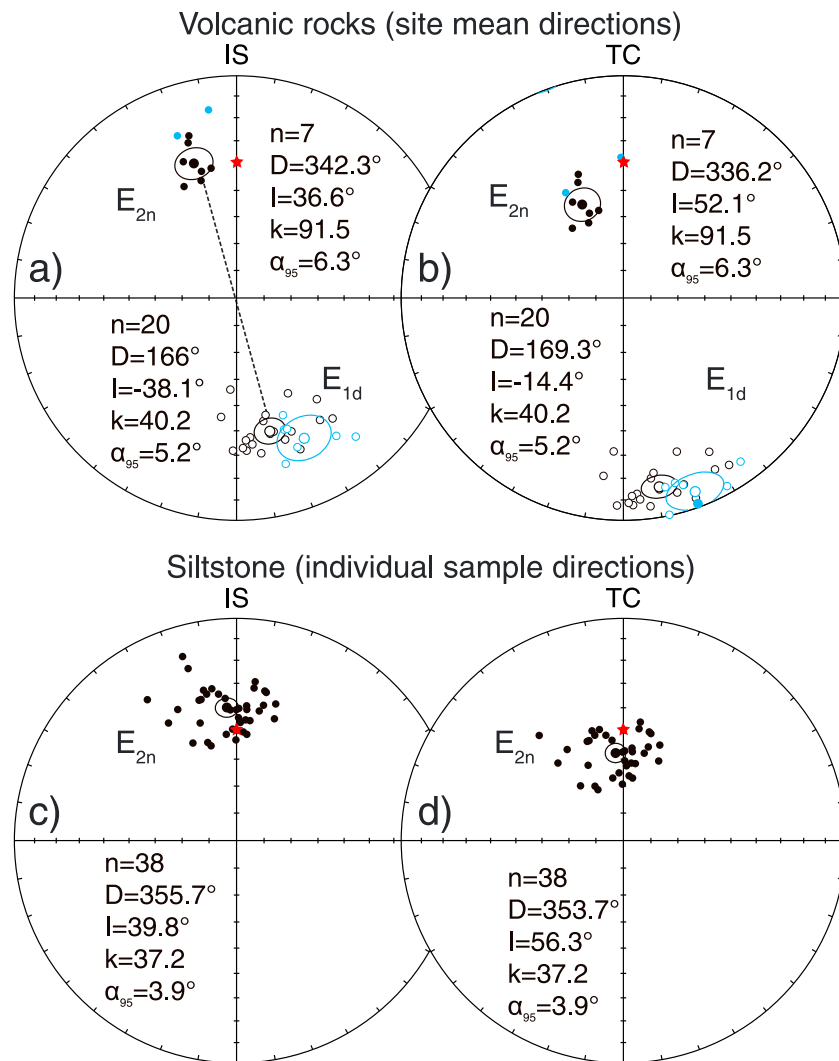 Volcanic rocks (site mean directions)
IS
TC
n=7
D=342.3°
I=36.6°
k=91.5
α95=6.3°
E2n
a)
n=7
D=336.2°
I=52.1°
k=91.5
α95=6.3°
E2n
b)
n=20
D=166°
I=-38.1°
k=40.2
α95=5.2°
E1d
n=20
D=169.3°
I=-14.4°
k=40.2
α95=5.2°
E1d
Siltstone (individual sample directions)
IS
TC
E2n
c)
E2n
d)
n=38
D=355.7°
I=39.8°
k=37.2
α95=3.9°
n=38
D=353.7°
I=56.3°
k=37.2
α95=3.9°